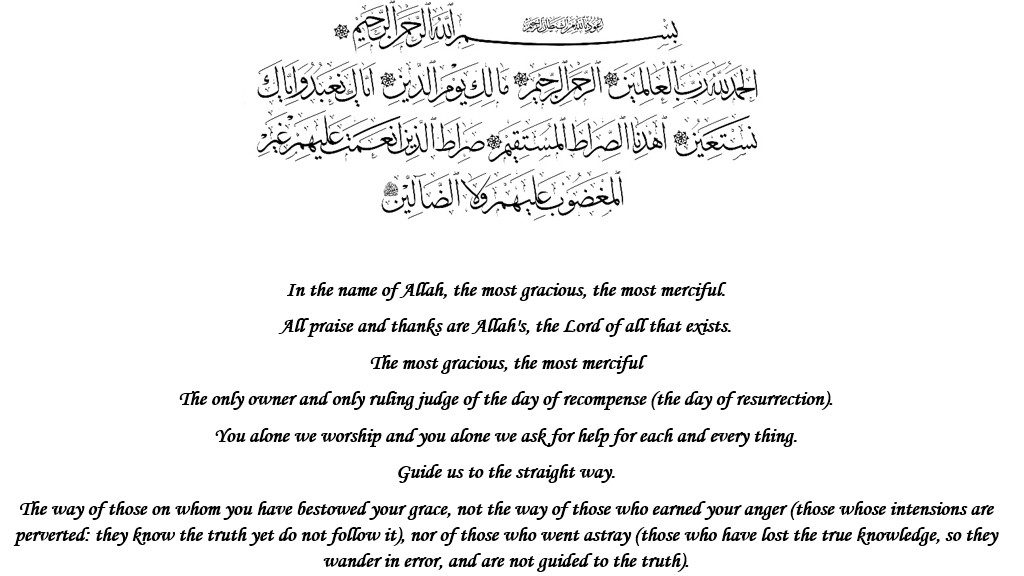 أعوذ بالله من الشيطان الرجيم
بسم الله الرحمن الرحيم
الحمد لله رب العالمين الرحمن الرحيم مالك يوم الدين اياك نعبد واياك
نستعين اهدنا الصراط المستقيم صراط الذين انعمت عليهم غير
المغضوب عليهم ولا الضالين
In the name of Allah, the most gracious, the most merciful.
All praise and thanks are Allah's, the Lord of all that exists.
The most gracious, the most merciful
The only owner and only ruling judge of the day of recompense (the day of resurrection).
You alone we worship and you alone we ask for help for each and every thing.
Guide us to the straight way.
The way of those on whom you have bestowed your grace, not the way of those who earned your anger (those whose intensions are
perverted: they know the truth yet do not follow it), nor of those who went astray (those who have lost the true knowledge, so they
wander in error, and are not guided to the truth).